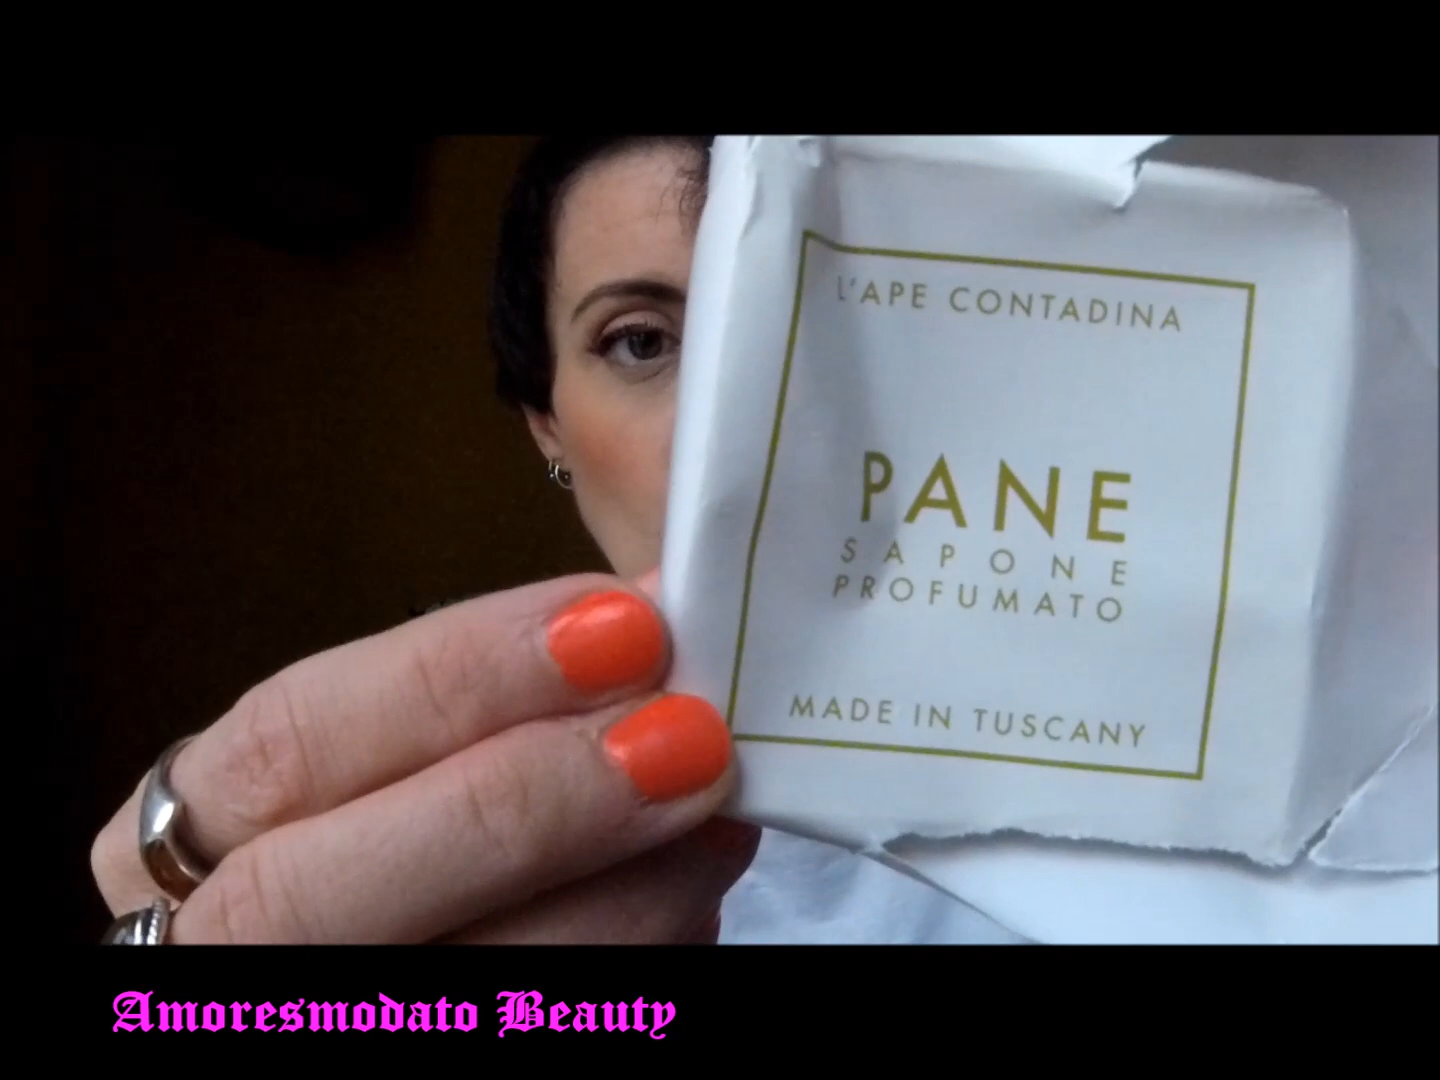 L'APE CONTADINA
PANE
SAPONE
PROFUMATO
MADE IN TUSCANY
Amoresmodato Beauty